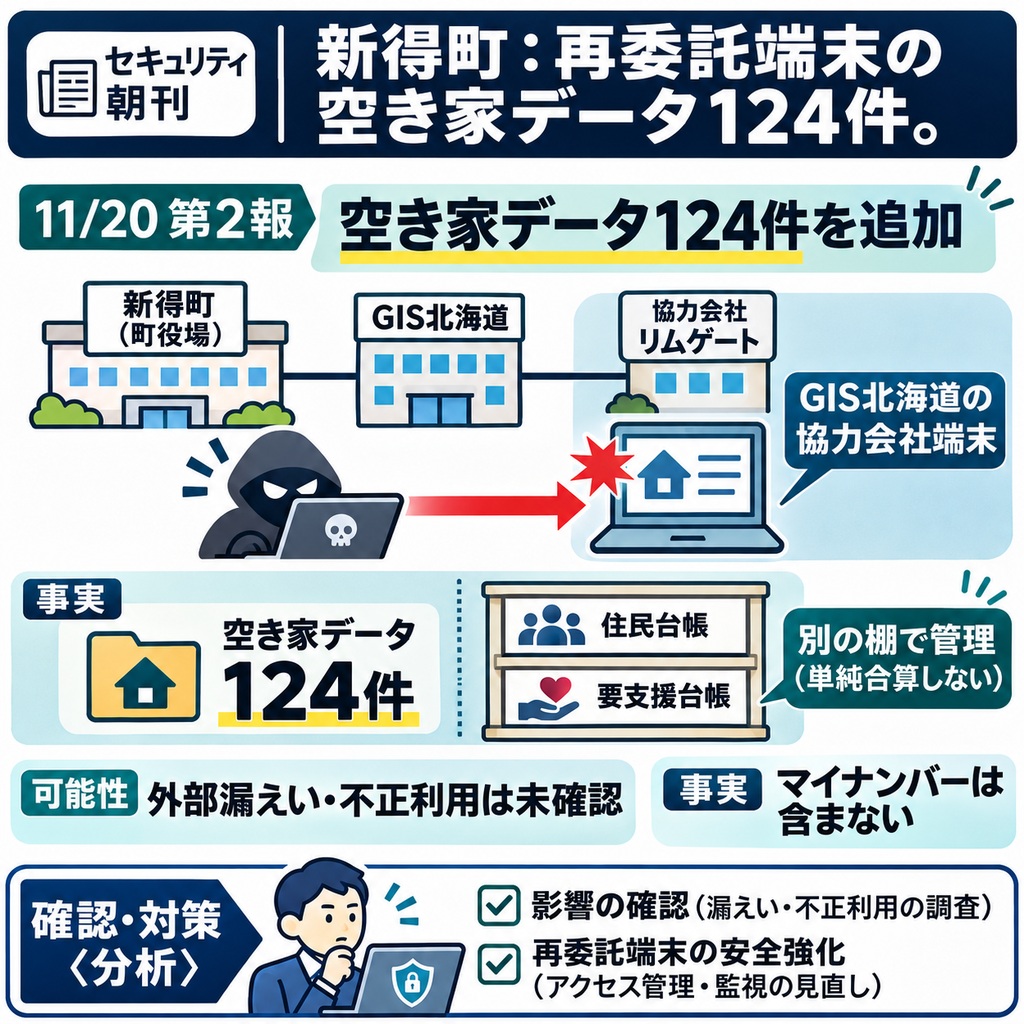 セキュリティ
朝刊
新得町：再委託端末の
空き家データ124件。
11/20 第2報
空き家データ124件を追加
新得町
（町役場）
GIS北海道
協力会社
リムゲート
GIS北海道の
協力会社端末
事実
空き家データ
124件
住民台帳
要支援台帳
別の棚で管理
（単純合算しない）
可能性
外部漏えい・不正利用は未確認
事実
マイナンバーは
含まない
確認・対策
〈分析〉
影響の確認（漏えい・不正利用の調査）
再委託端末の安全強化
（アクセス管理・監視の見直し）